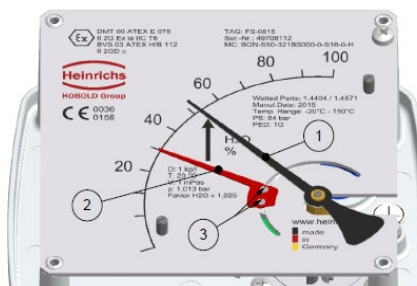 DMT 00 ATEX E 075
II 2G Ex ia IIC T6
BVS 03 ATEX H/B 112
II 2GD c
TAG: FS-0815
Ser.-Nr.: 49706112
MC: BGN-S50-321BS000-0-S16-0-H
Ex
Heinrichs
KOBOLD Group
CE 0036
0158
Wetted Parts: 1.4404 / 1.4571
Manuf.Date: 2015
Temp. Range: -20°C - 150°C
PS: 64 bar
PED: 1G
20
40
60
80
100
H2O
%
D: 1 kg/l
T: 20 °C
V: 1 mPas
p: 1,013 bar
Faktor H2O = 1,025
1
2
3
www.hein
made
in
Germany